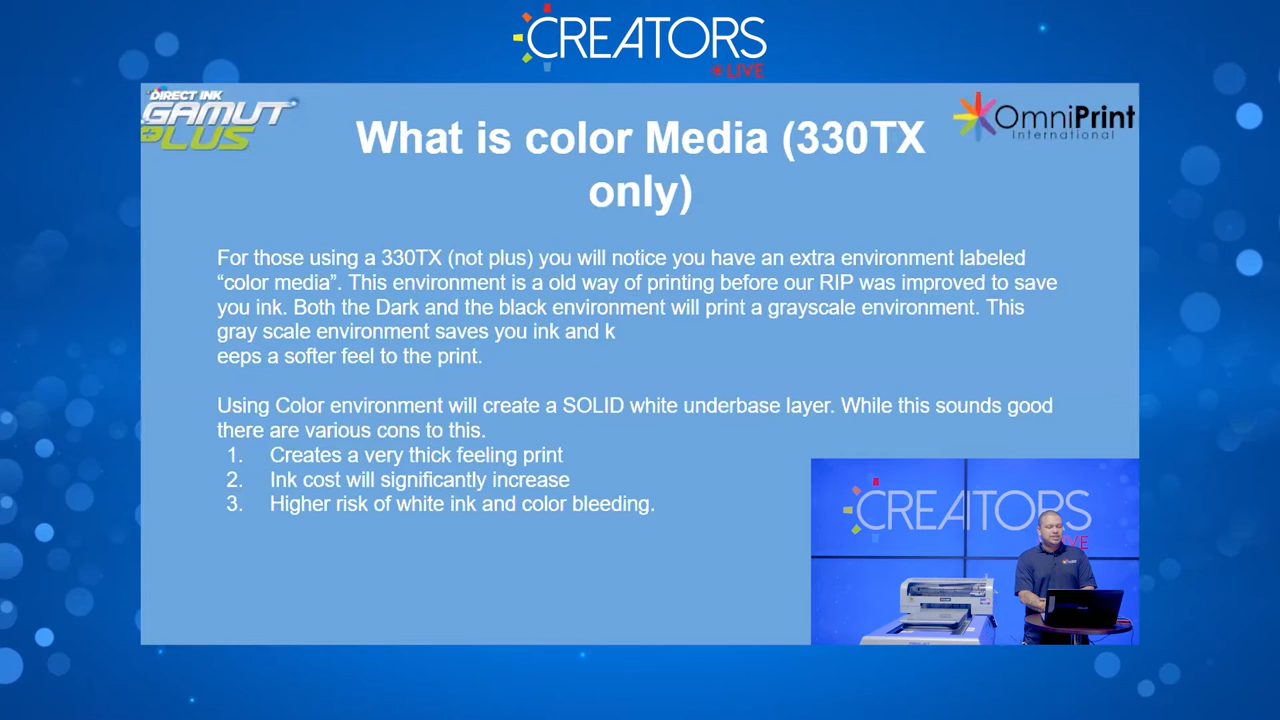 CREATORS
LIVE
DIRECT INK
GAMUT
PLUS
OmniPrint
International
What is color Media (330TX
only)
For those using a 330TX (not plus) you will notice you have an extra environment labeled
“color media”. This environment is a old way of printing before our RIP was improved to save
you ink. Both the Dark and the black environment will print a grayscale environment. This
gray scale environment saves you ink and k
eeps a softer feel to the print.
Using Color environment will create a SOLID white underbase layer. While this sounds good
there are various cons to this.
1. Creates a very thick feeling print
2. Ink cost will significantly increase
3. Higher risk of white ink and color bleeding.
CREATORS
LIVE